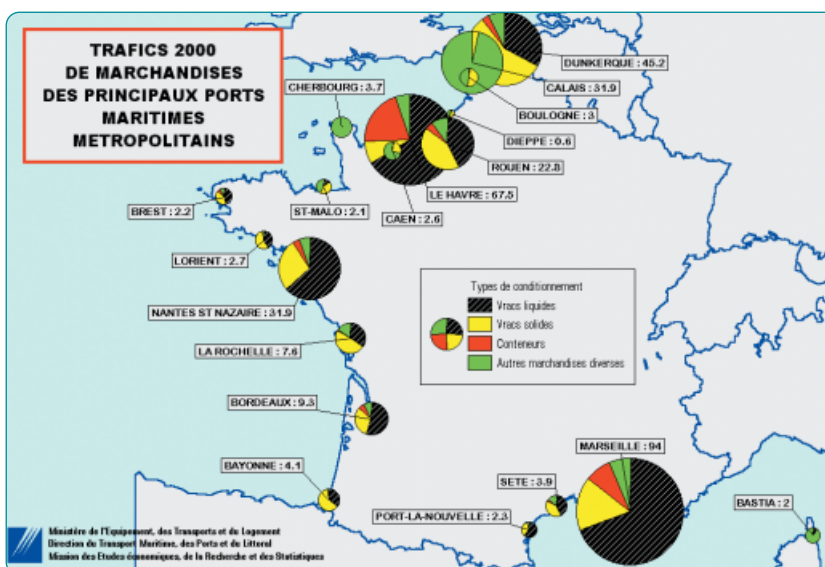 TRAFICS 2000
DE MARCHANDISES
DES PRINCIPAUX PORTS
MARITIMES
METROPOLITAINS
DUNKERQUE : 45.2
CALAIS : 31.9
BOULOGNE : 3
CHERBOURG : 3.7
DIEPPE : 0.6
ROUEN : 22.8
LE HAVRE : 67.5
CAEN : 2.6
ST-MALO : 2.1
BREST : 2.2
LORIENT : 2.7
NANTES ST NAZAIRE : 31.9
LA ROCHELLE : 7.6
BORDEAUX : 9.3
BAYONNE : 4.1
Types de conditionnement
Vracs liquides
Vracs solides
Conteneurs
Autres marchandises diverses
MARSEILLE : 94
SETE : 3.9
PORT-LA-NOUVELLE : 2.3
BASTIA : 2
Ministère de l'Equipement, des Transports et du Logement
Direction du Transport Maritime, des Ports et du Littoral
Mission des Etudes économiques, de la Recherche et des Statistiques